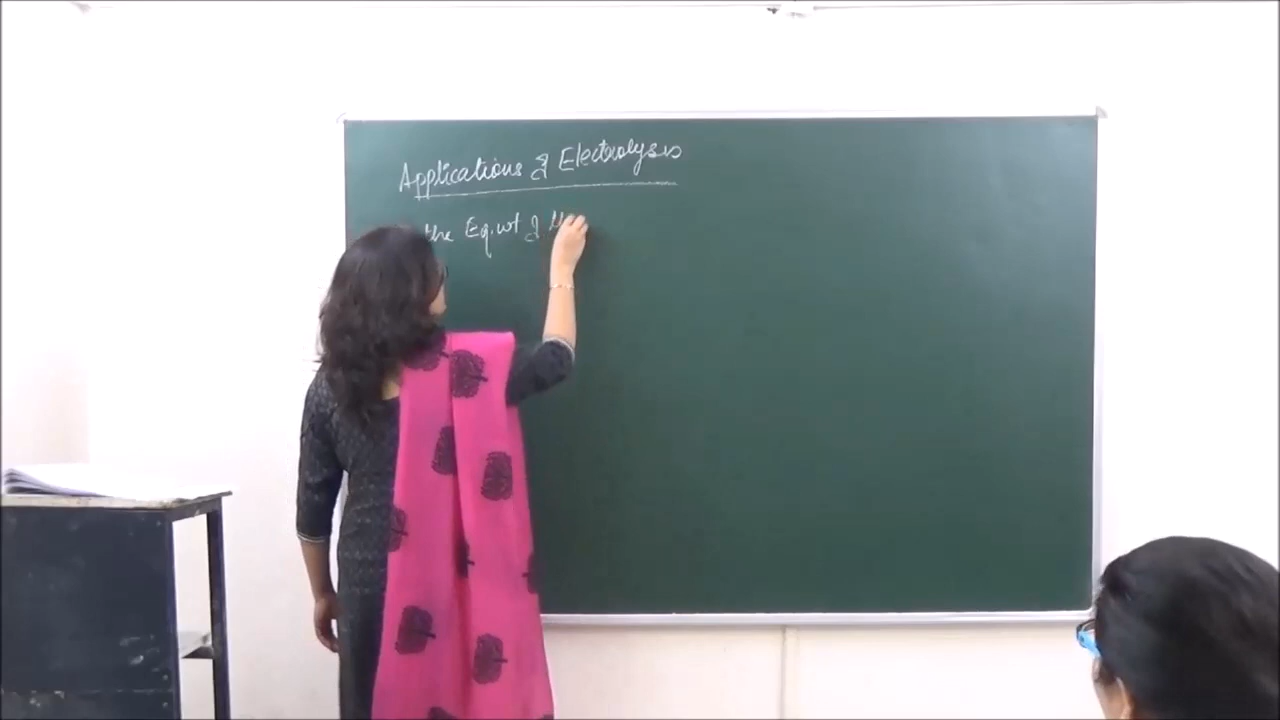 Applications of Electrolysis
the Eq.wt of